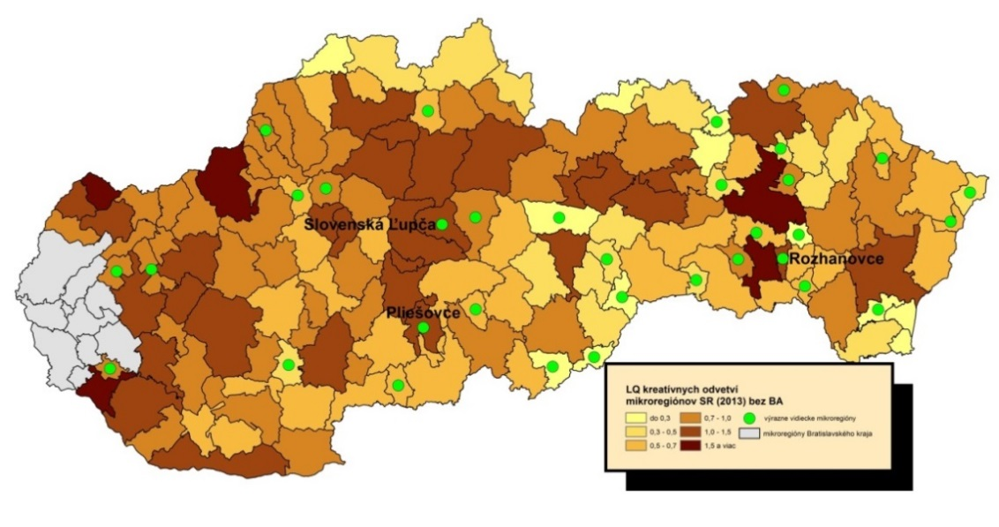 Slovenská Ľupča
Rozhanovce
Pliešovce
LQ kreatívnych odvetví
mikroregiónov SR (2013) bez BA
do 0,3
0,7 - 1,0
výrazne vidiecke mikroregióny
0,3 - 0,5
1,0 - 1,5
mikroregióny Bratislavského kraja
0,5 - 0,7
1,5 a viac